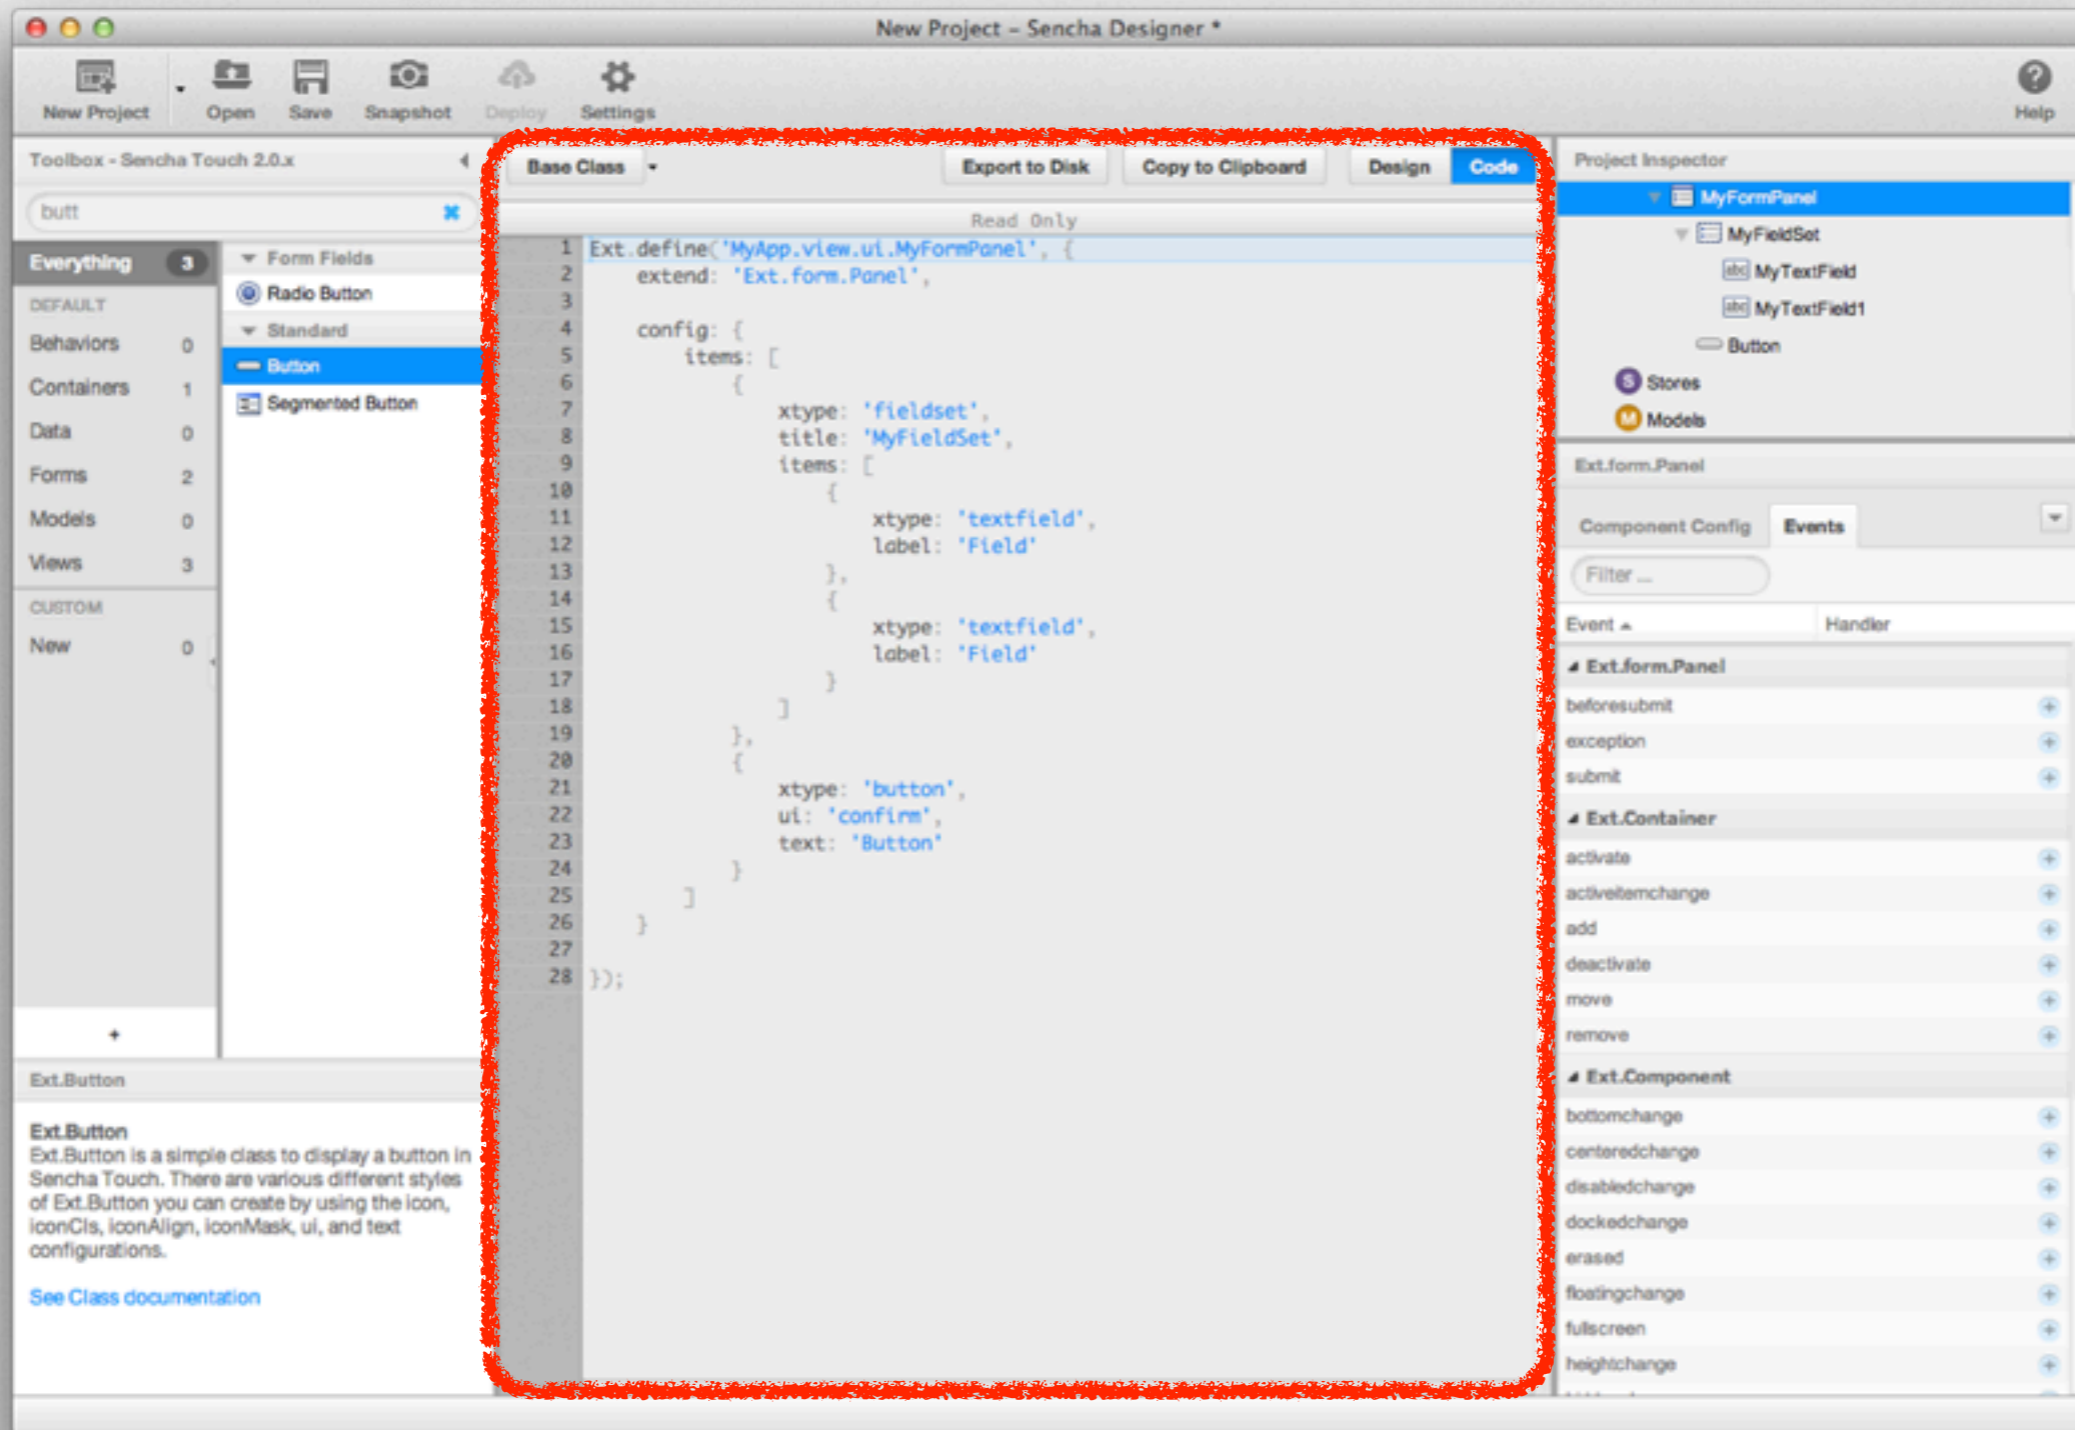 New Project – Sencha Designer *
New Project
Open
Save
Snapshot
Deploy
Settings
Help
Toolbox - Sencha Touch 2.0.x
butt
Everything 3
DEFAULT
Behaviors 0
Containers 1
Data 0
Forms 2
Models 0
Views 3
CUSTOM
New 0
+
Form Fields
Radio Button
Standard
Button
Segmented Button
Ext.Button
Ext.Button
Ext.Button is a simple class to display a button in
Sencha Touch. There are various different styles
of Ext.Button you can create by using the icon,
iconCls, iconAlign, iconMask, ui, and text
configurations.
See Class documentation
Base Class
Export to Disk
Copy to Clipboard
Design
Code
Read Only
1 Ext.define('MyApp.view.ui.MyFormPanel', {
2 extend: 'Ext.form.Panel',
3
4 config: {
5 items: [
6 {
7 xtype: 'fieldset',
8 title: 'MyFieldSet',
9 items: [
10 {
11 xtype: 'textfield',
12 label: 'Field'
13 },
14 {
15 xtype: 'textfield',
16 label: 'Field'
17 }
18 ]
19 },
20 {
21 xtype: 'button',
22 ui: 'confirm',
23 text: 'Button'
24 }
25 ]
26 }
27
28 });
Project Inspector
MyFormPanel
MyFieldSet
abc MyTextField
abc MyTextField1
Button
S Stores
M Models
Ext.form.Panel
Component Config
Events
Filter ...
Event
Handler
Ext.form.Panel
beforesubmit
exception
submit
Ext.Container
activate
activeitemchange
add
deactivate
move
remove
Ext.Component
bottomchange
centeredchange
disabledchange
dockedchange
erased
floatingchange
fullscreen
heightchange